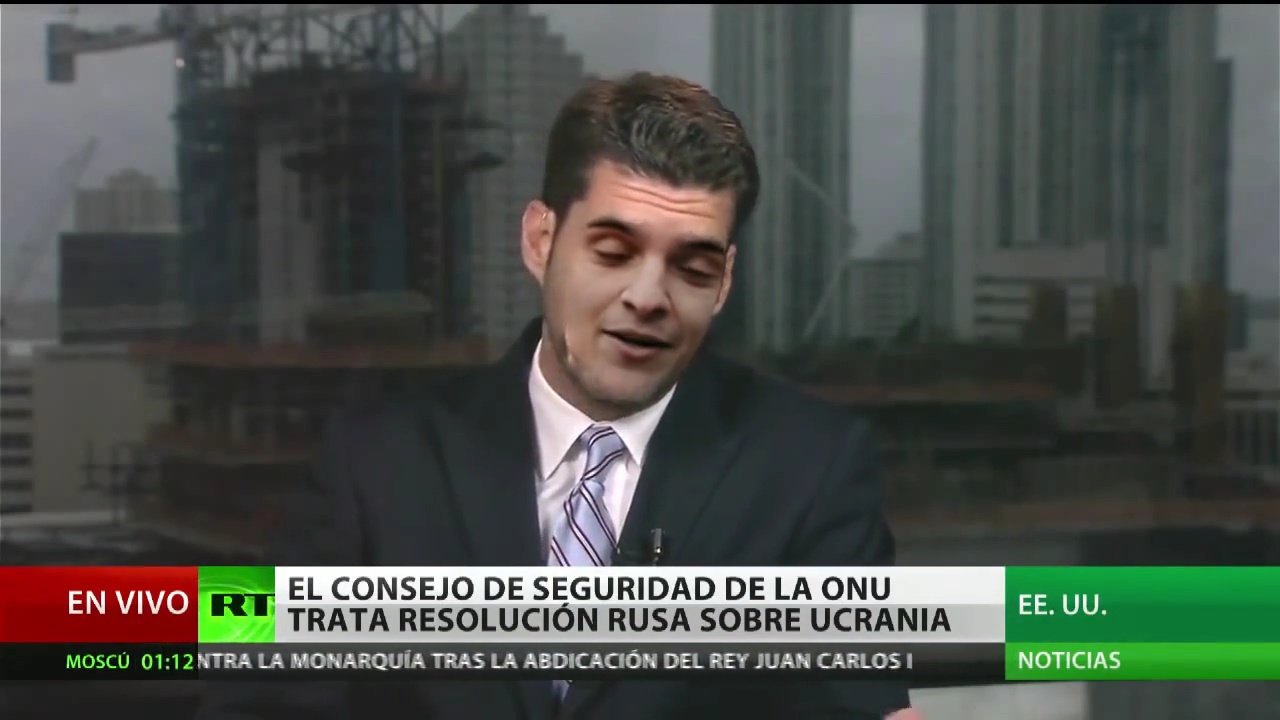 EN VIVO
RT
EL CONSEJO DE SEGURIDAD DE LA ONU
TRATA RESOLUCIÓN RUSA SOBRE UCRANIA
EE. UU.
MOSCÚ 01:12
NTRA LA MONARQUÍA TRAS LA ABDICACIÓN DEL REY JUAN CARLOS I
NOTICIAS